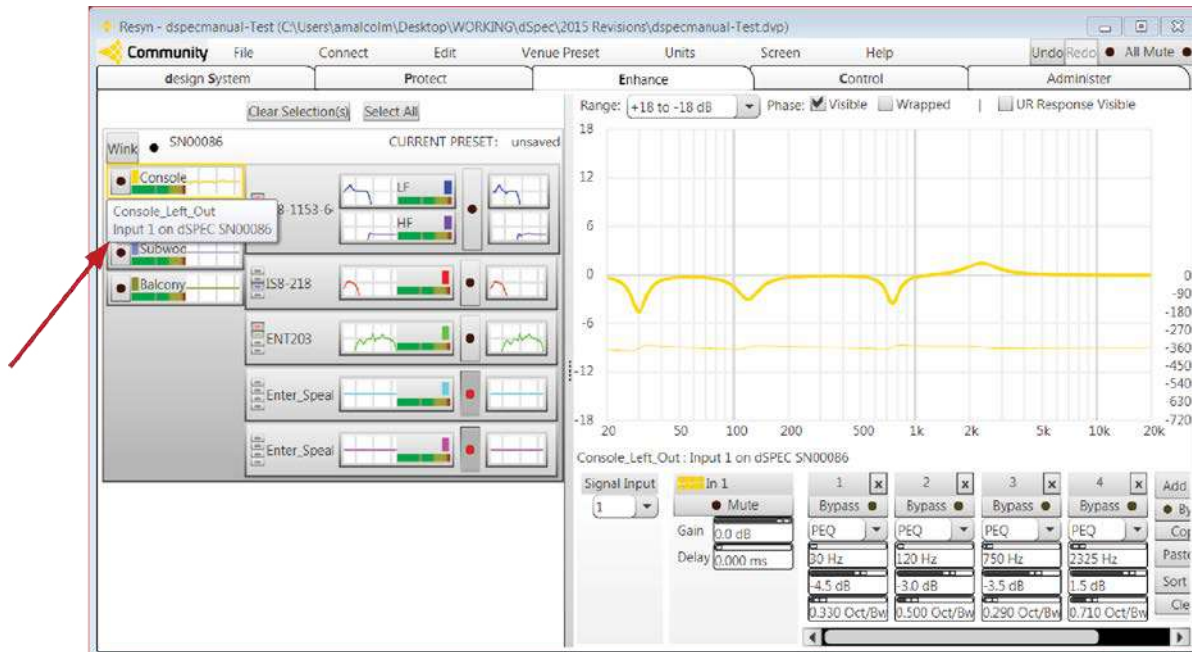 Resyn - dspecmanual-Test (C:\Users\amalcolm\Desktop\WORKING\dSpec\2015 Revisions\dspecmanual-Test.dvp)
Community File Connect Edit Venue Preset Units Screen Help Undo Redo All Mute
design System Protect Enhance Control Administer
Clear Selection(s) Select All
Wink SN00086 CURRENT PRESET: unsaved
Console
Console_Left_Out
Input 1 on dSPEC SN00086
8-1153-6
LF
HF
Subwoo
Balcony
IS8-218
ENT203
Enter_Speal
Enter_Speal
Range: +18 to -18 dB Phase: Visible Wrapped | UR Response Visible
18
12
6
0
-6
-12
-18
0
-90
-180
-270
-360
-450
-540
-630
-720
20 50 100 200 500 1k 2k 5k 10k 20k
Console_Left_Out : Input 1 on dSPEC SN00086
Signal Input In 1 1 x 2 x 3 x 4 x Add
1 Mute Bypass Bypass Bypass Bypass By
Gain 0.0 dB PEQ PEQ PEQ PEQ Cop
Delay 0.000 ms 30 Hz 120 Hz 750 Hz 2325 Hz Paste
-4.5 dB -3.0 dB -3.5 dB 1.5 dB Sort
0.330 Oct/Bw 0.500 Oct/Bw 0.290 Oct/Bw 0.710 Oct/Bw Cle